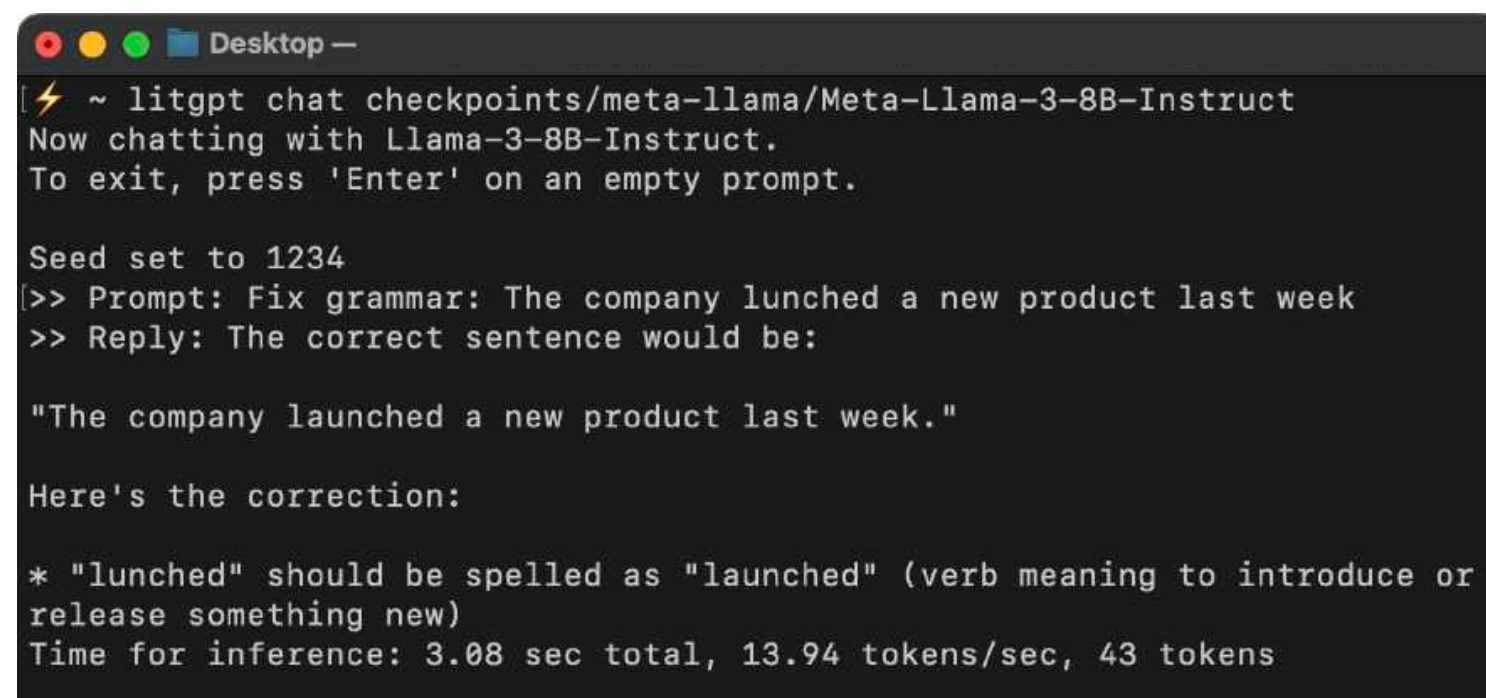 Desktop —
⚡ ~ litgpt chat checkpoints/meta-llama/Meta-Llama-3-8B-Instruct
Now chatting with Llama-3-8B-Instruct.
To exit, press 'Enter' on an empty prompt.
Seed set to 1234
>> Prompt: Fix grammar: The company lunched a new product last week
>> Reply: The correct sentence would be:
"The company launched a new product last week."
Here's the correction:
* "lunched" should be spelled as "launched" (verb meaning to introduce or
release something new)
Time for inference: 3.08 sec total, 13.94 tokens/sec, 43 tokens